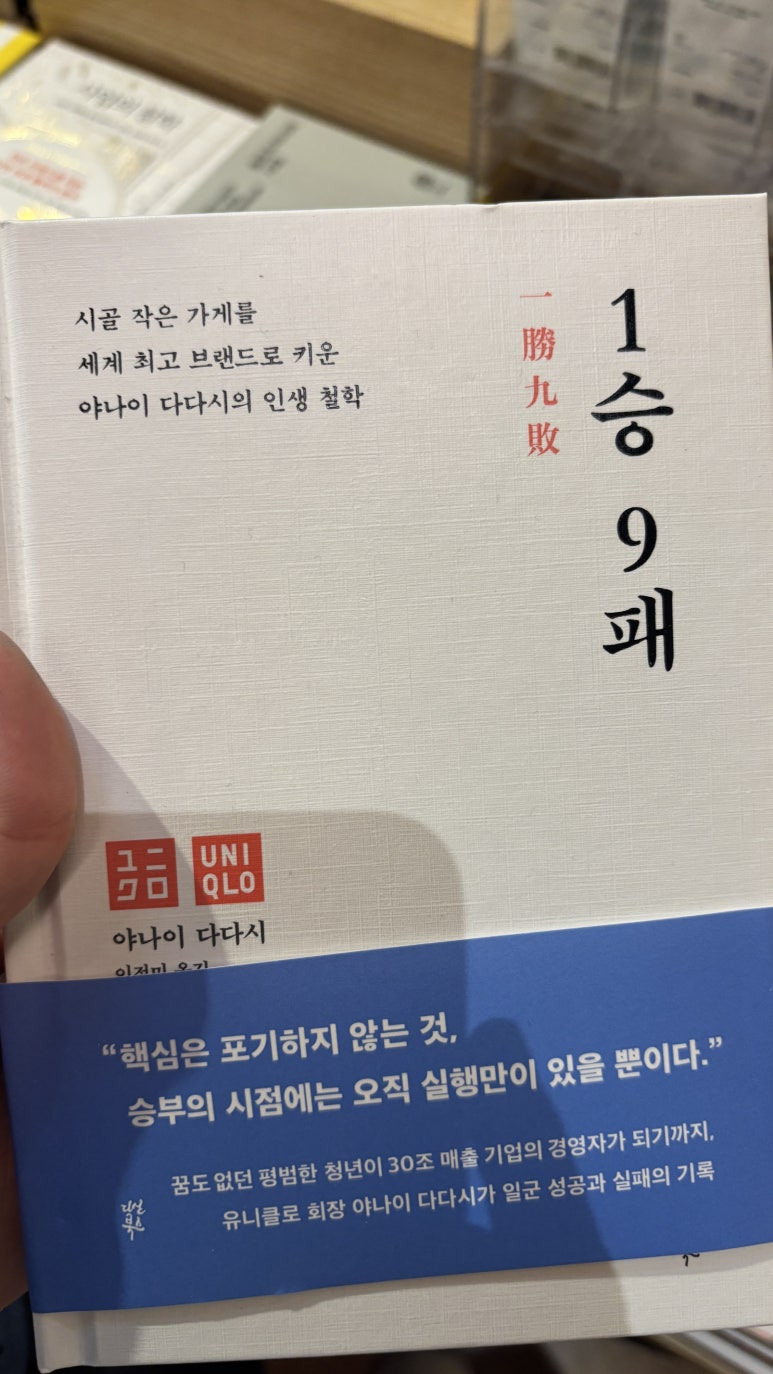 시골 작은 가게를
세계 최고 브랜드로 키운
야나이 다다시의 인생 철학
1승 9패
一勝九敗
ユニ
クロ
UNI
QLO
야나이 다다시
“핵심은 포기하지 않는 것,
승부의 시점에는 오직 실행만이 있을 뿐이다.”
꿈도 없던 평범한 청년이 30조 매출 기업의 경영자가 되기까지,
유니클로 회장 야나이 다다시가 일군 성공과 실패의 기록
다산
북스